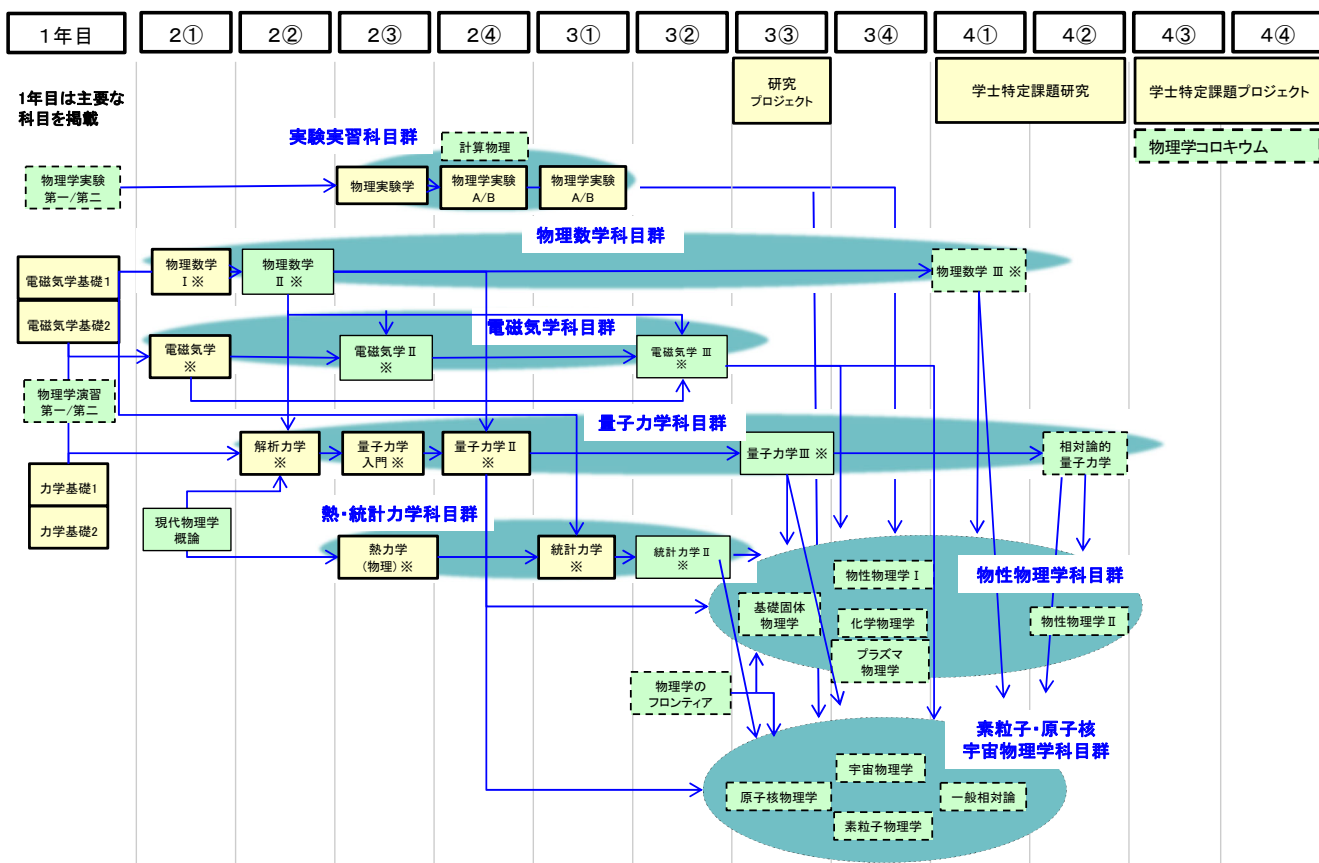 1年目
2①
2②
2③
2④
3①
3②
3③
3④
4①
4②
4③
4④
研究
プロジェクト
学士特定課題研究
学士特定課題プロジェクト
1年目は主要な
科目を掲載
実験実習科目群
計算物理
物理学コロキウム
物理学実験
第一/第二
物理実験学
物理学実験
A/B
物理学実験
A/B
物理数学科目群
電磁気学基礎1
電磁気学基礎2
物理数学
Ⅰ ※
物理数学
Ⅱ ※
物理数学 Ⅲ ※
電磁気学科目群
電磁気学
※
電磁気学Ⅱ
※
電磁気学 Ⅲ
※
物理学演習
第一/第二
量子力学科目群
解析力学
※
量子力学
入門 ※
量子力学Ⅱ
※
量子力学Ⅲ ※
相対論的
量子力学
力学基礎1
力学基礎2
現代物理学
概論
熱・統計力学科目群
熱力学
(物理) ※
統計力学
※
統計力学Ⅱ
※
物性物理学科目群
物性物理学Ⅰ
基礎固体
物理学
化学物理学
物性物理学Ⅱ
プラズマ
物理学
物理学の
フロンティア
素粒子・原子核
宇宙物理学科目群
宇宙物理学
原子核物理学
一般相対論
素粒子物理学